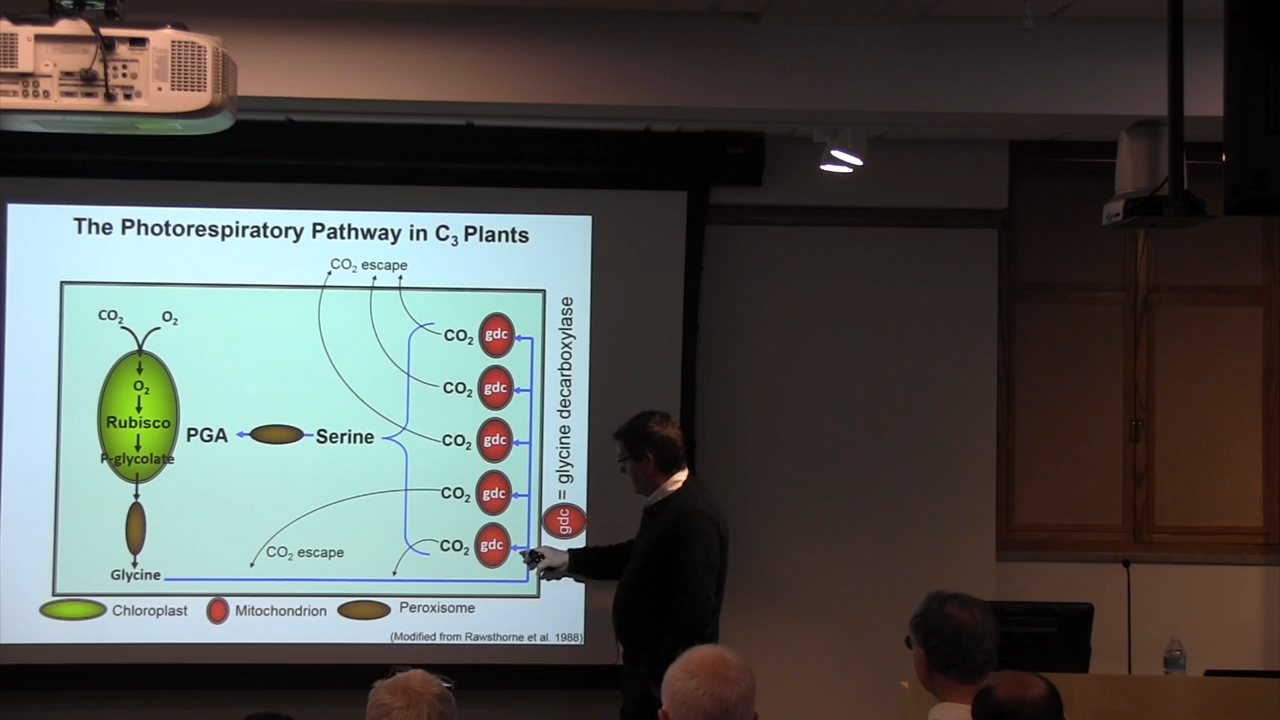 The Photorespiratory Pathway in C₃ Plants
CO₂ escape
CO₂
O₂
O₂
Rubisco
P-glycolate
Glycine
PGA
Serine
CO₂ gdc
CO₂ gdc
CO₂ gdc
CO₂ gdc
CO₂ gdc
CO₂ escape
gdc = glycine decarboxylase
Chloroplast
Mitochondrion
Peroxisome
(Modified from Rawsthorne et al. 1988)